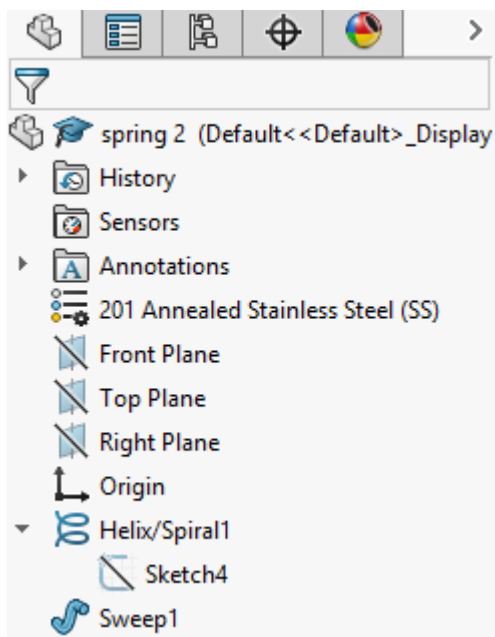 spring 2 (Default<<Default>_Display
History
Sensors
Annotations
201 Annealed Stainless Steel (SS)
Front Plane
Top Plane
Right Plane
Origin
Helix/Spiral1
Sketch4
Sweep1